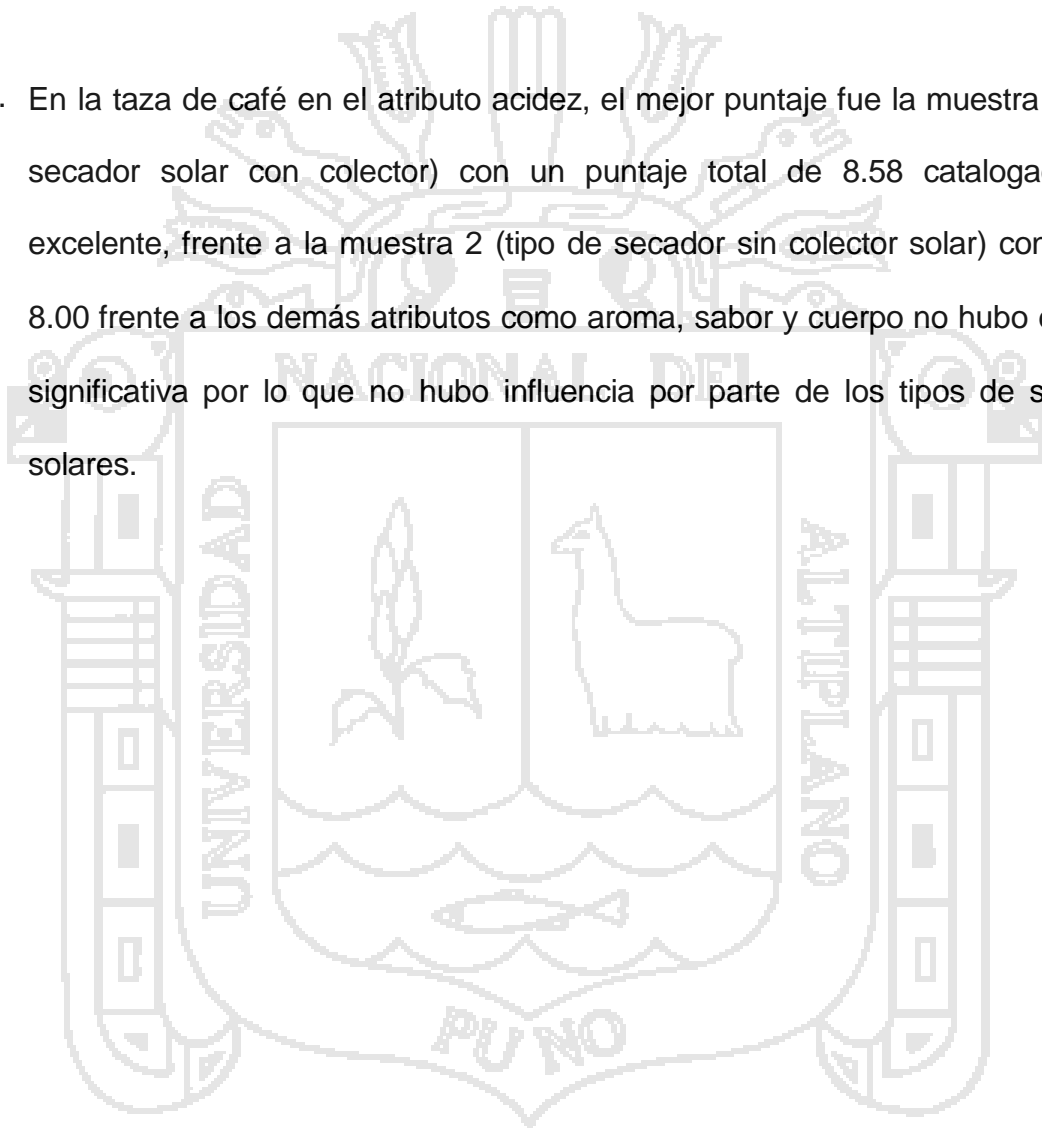 . En la taza de café en el atributo acidez, el mejor puntaje fue la muestra
secador solar con colector) con un puntaje total de 8.58
excelente, frente a la muestra 2 (tipo de secador sin colector solar)
8.00 frente a los demás atributos como aroma, sabor y cuerpo no hubo
significativa por lo que no hubo influencia por parte de los tipos de
solares.
NACIONAL DEL
UNIVERSIDAD
ALTIPLANO
PUNO